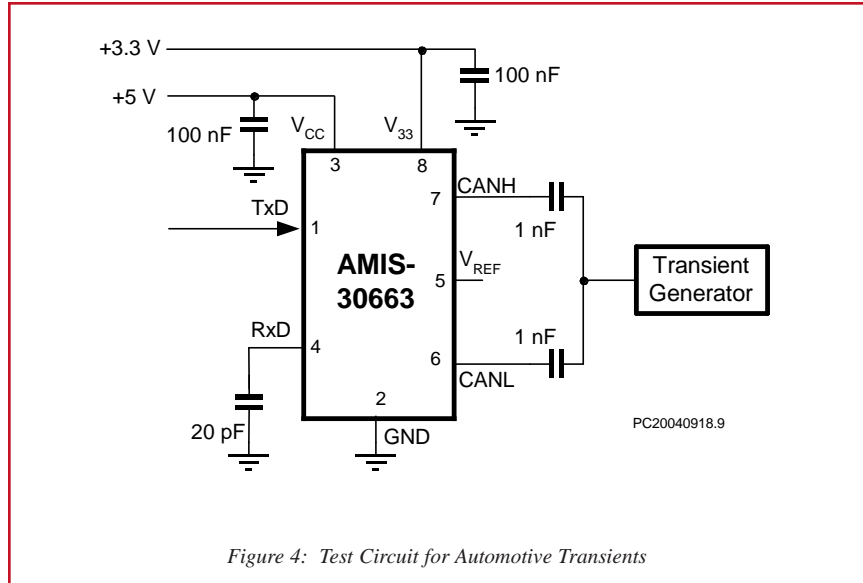 +3.3 V
100 nF
+5 V
100 nF
VCC
V33
3
8
7
CANH
1 nF
TxD
1
AMIS-
30663
VREF
5
Transient
Generator
RxD
4
1 nF
6
CANL
2
20 pF
GND
PC20040918.9
Figure 4: Test Circuit for Automotive Transients